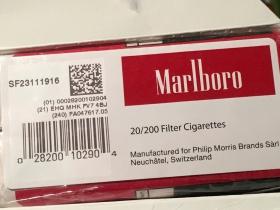 SF23111916
(01) 00028200102904
(21) EHQ MHK PV7 4BJ
(240) FA047617.05
0 28200 10290 4
Marlboro
20/200 Filter Cigarettes
Manufactured for Philip Morris Brands Sàrl
Neuchâtel, Switzerland